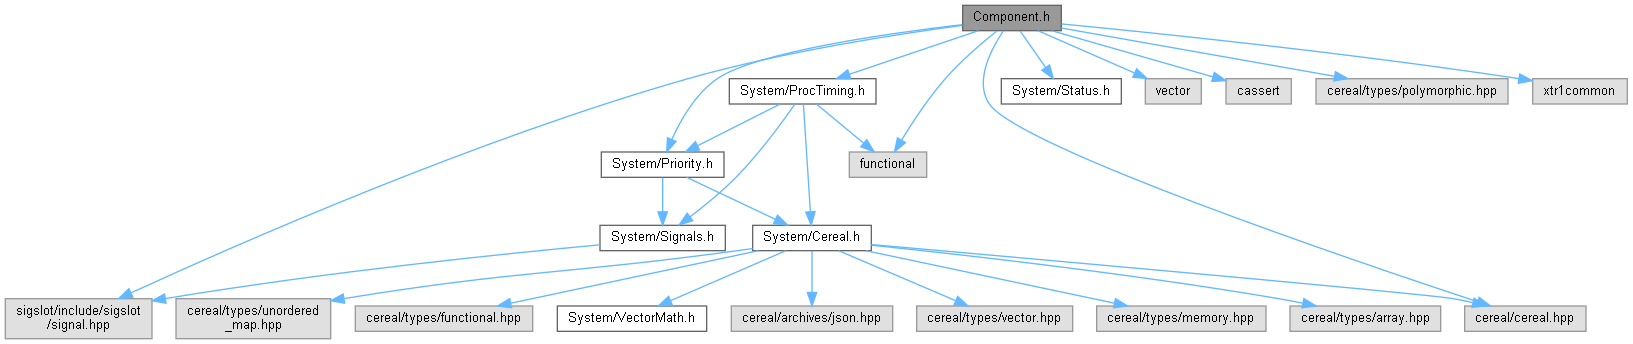 Component.h
System/ProcTiming.h
System/Status.h
vector
cassert
cereal/types/polymorphic.hpp
xtr1common
System/Priority.h
functional
System/Signals.h
System/Cereal.h
sigslot/include/sigslot
/signal.hpp
cereal/types/unordered
_map.hpp
cereal/types/functional.hpp
System/VectorMath.h
cereal/archives/json.hpp
cereal/types/vector.hpp
cereal/types/memory.hpp
cereal/types/array.hpp
cereal/cereal.hpp